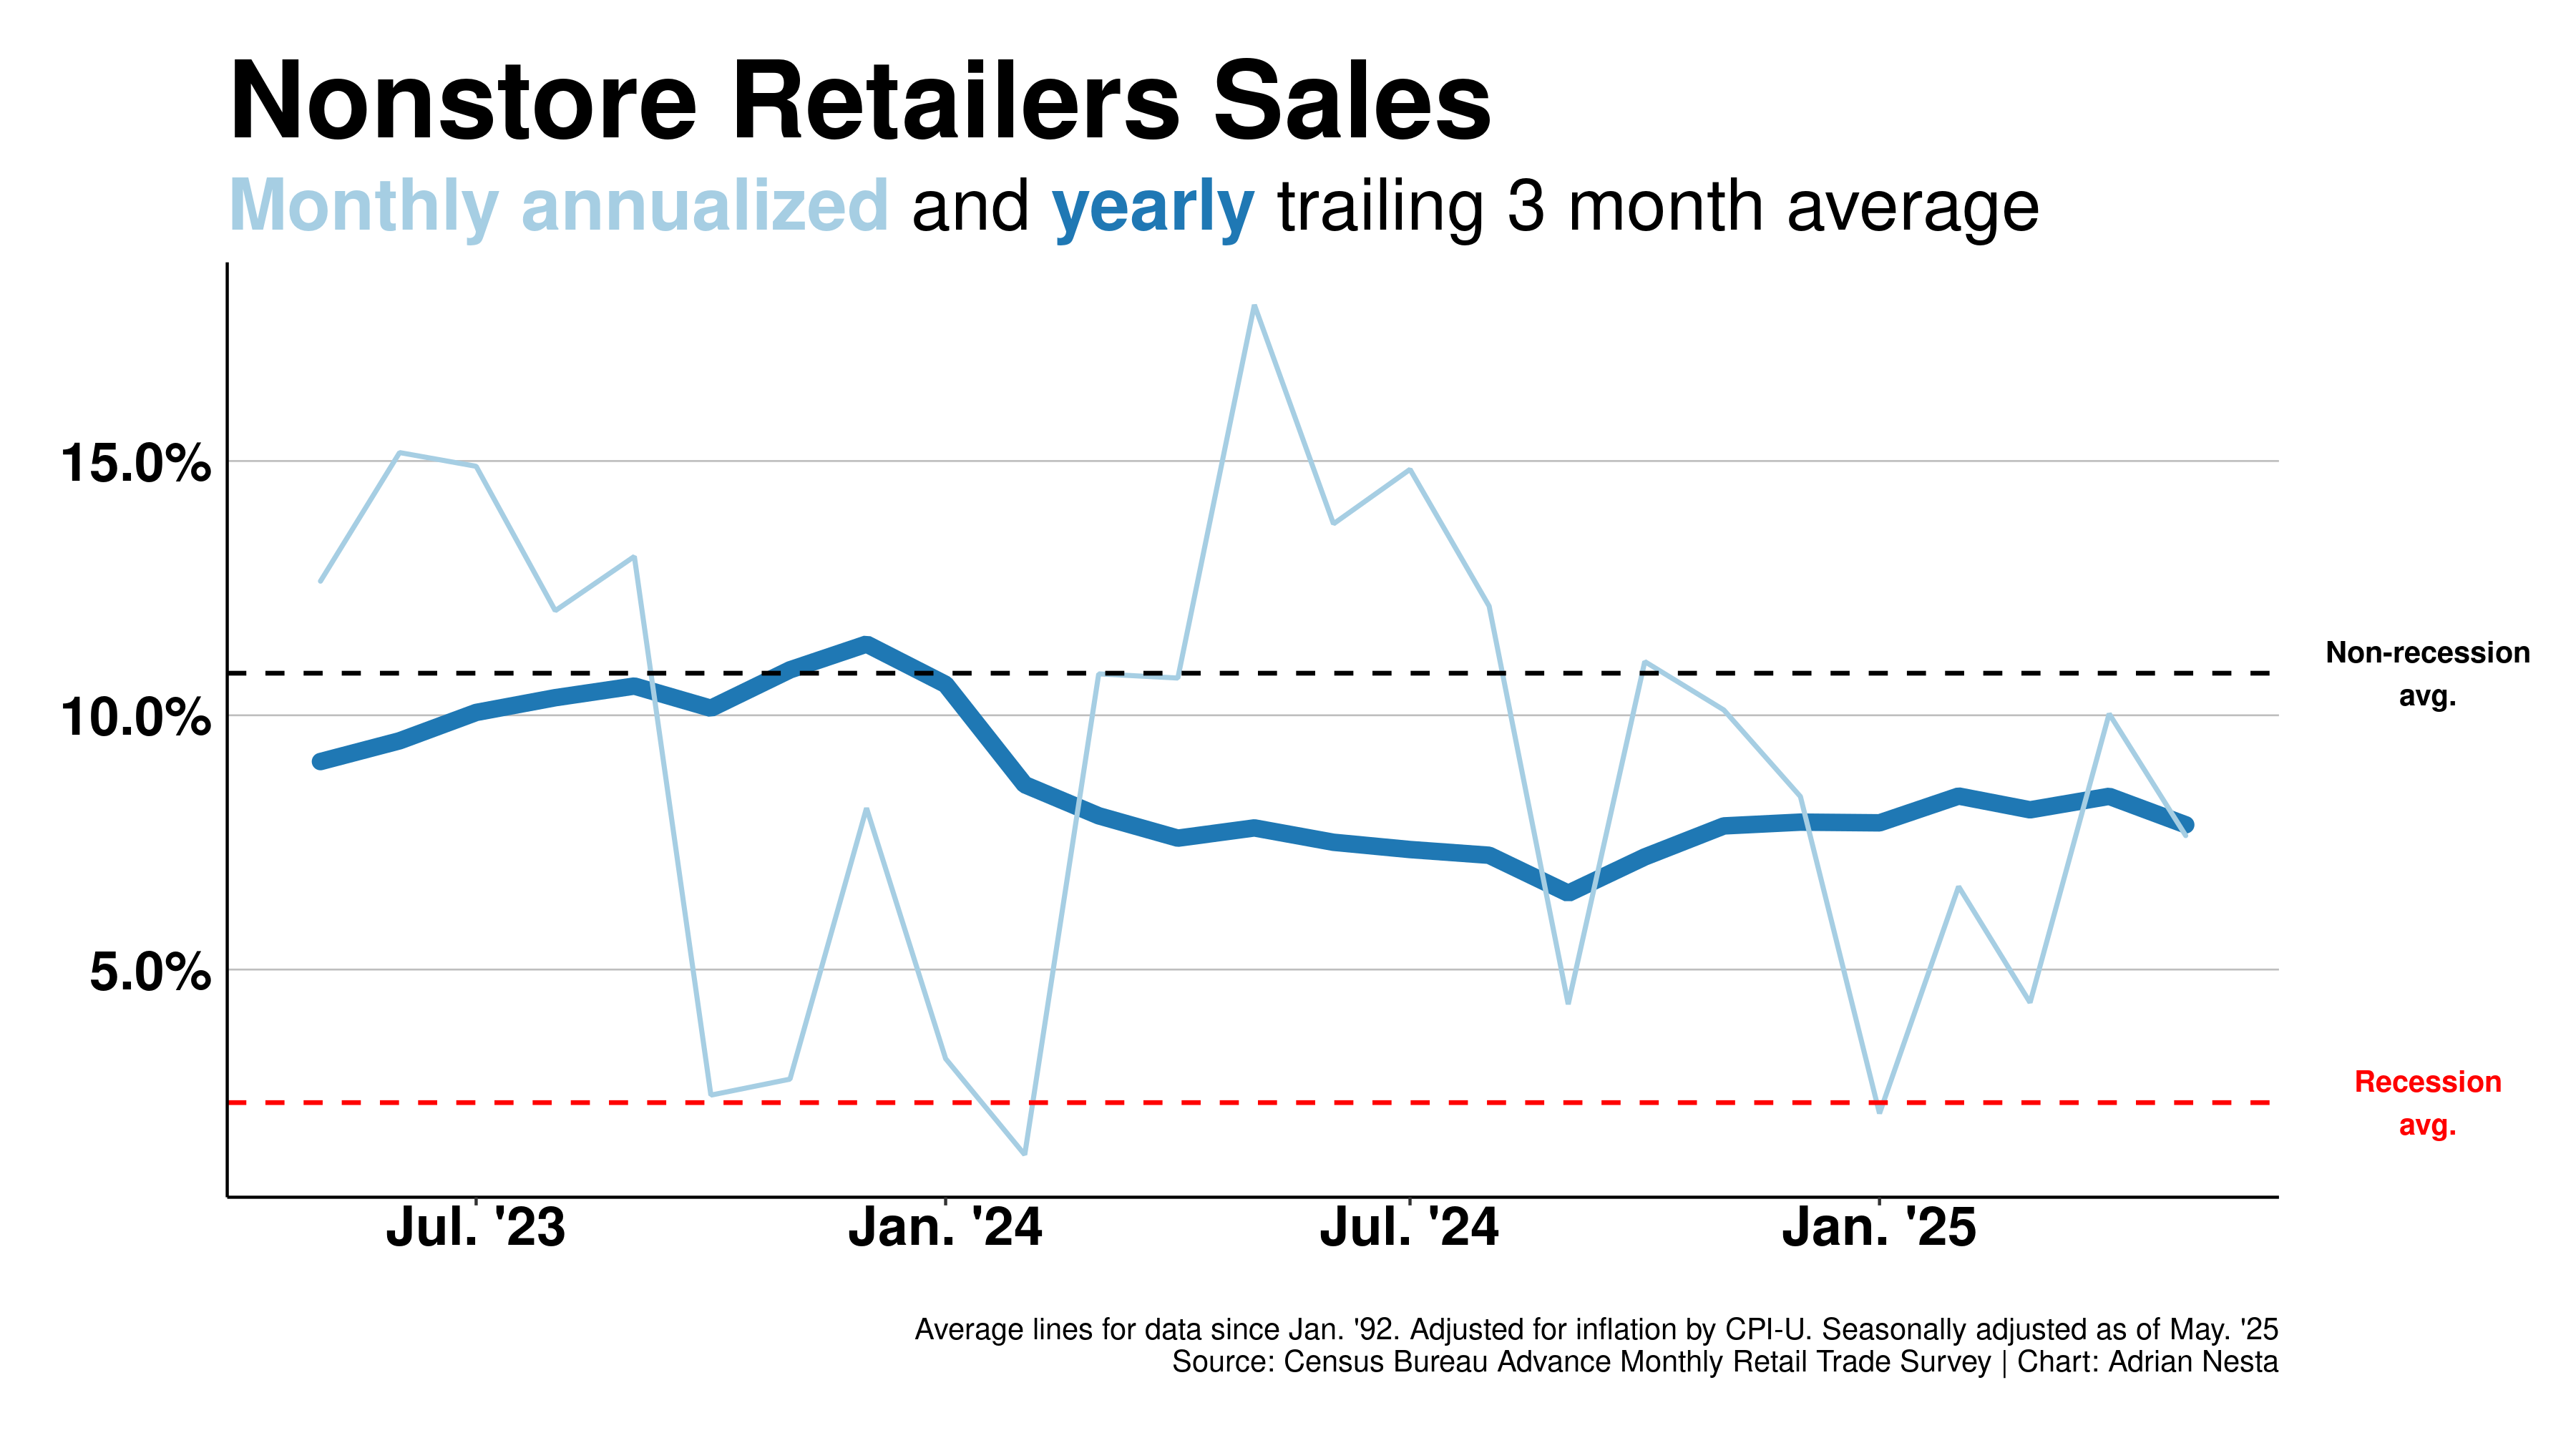 Nonstore Retailers Sales
Monthly annualized and yearly trailing 3 month average
15.0%
10.0%
5.0%
Non-recession
avg.
Recession
avg.
Jul. '23
Jan. '24
Jul. '24
Jan. '25
Average lines for data since Jan. '92. Adjusted for inflation by CPI-U. Seasonally adjusted as of May. '25
Source: Census Bureau Advance Monthly Retail Trade Survey | Chart: Adrian Nesta